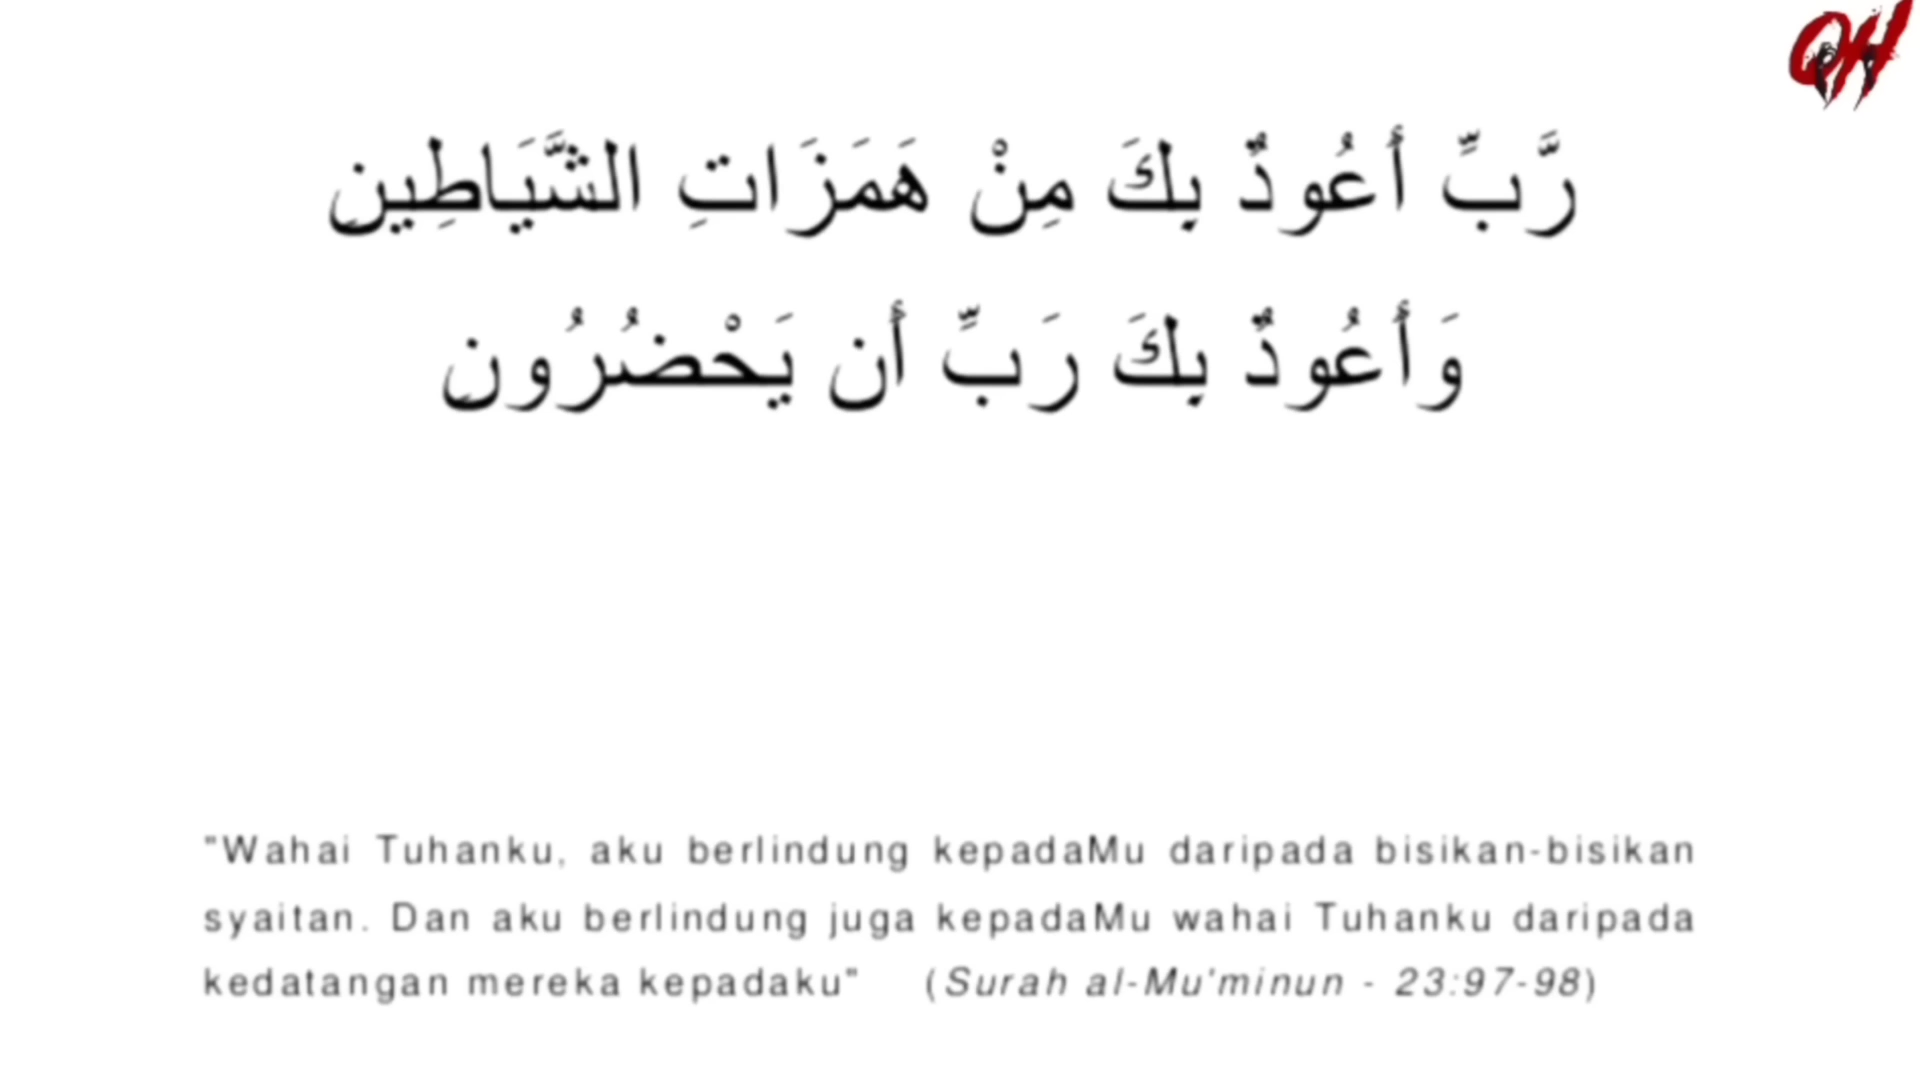 رَّبِّ أَعُوذٌ بِكَ مِنْ هَمَزَاتِ الشَّيَاطِينِ
وَأَعُوذٌ بِكَ رَبِّ أَن يَحْضُرُونِ
"Wahai Tuhanku, aku berlindung kepadaMu daripada bisikan-bisikan
syaitan. Dan aku berlindung juga kepadaMu wahai Tuhanku daripada
kedatangan mereka kepadaku" (Surah al-Mu'minun - 23:97-98)